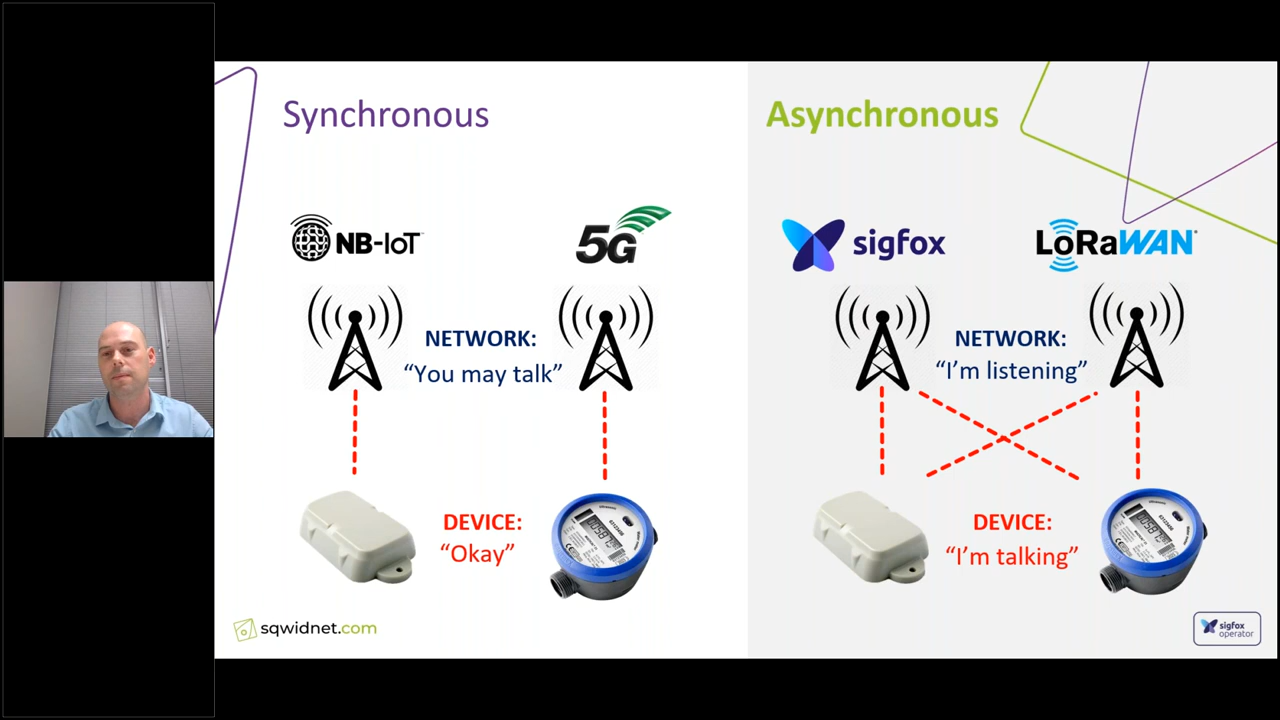 Synchronous
NB-IoT
5G
NETWORK:
“You may talk”
DEVICE:
“Okay”
sqwidnet.com
Asynchronous
sigfox
LoRaWAN
NETWORK:
“I’m listening”
DEVICE:
“I’m talking”
sigfox
operator